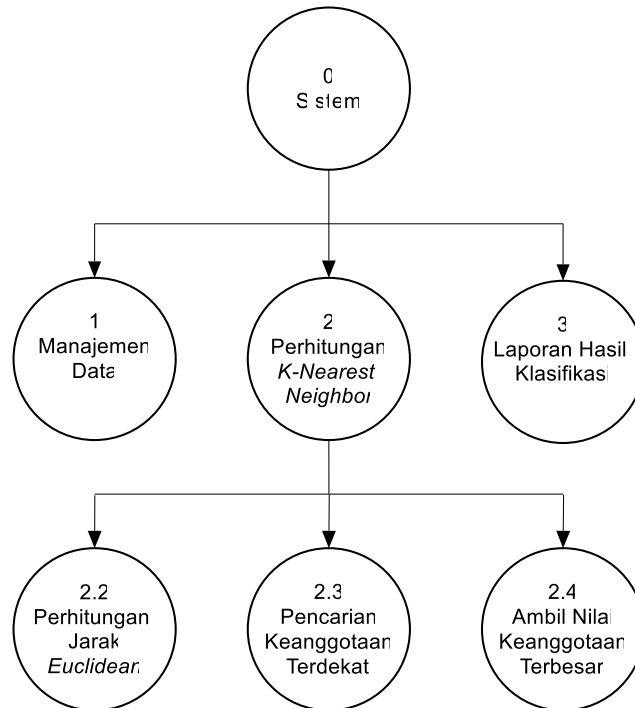 0
Sistem
1
Manajemen
Data
2
Perhitungan
K-Nearest
Neighbor
3
Laporan Hasil
Klasifikasi
2.2
Perhitungan
Jarak
Euclidean
2.3
Pencarian
Keanggotaan
Terdekat
2.4
Ambil Nilai
Keanggotaan
Terbesar